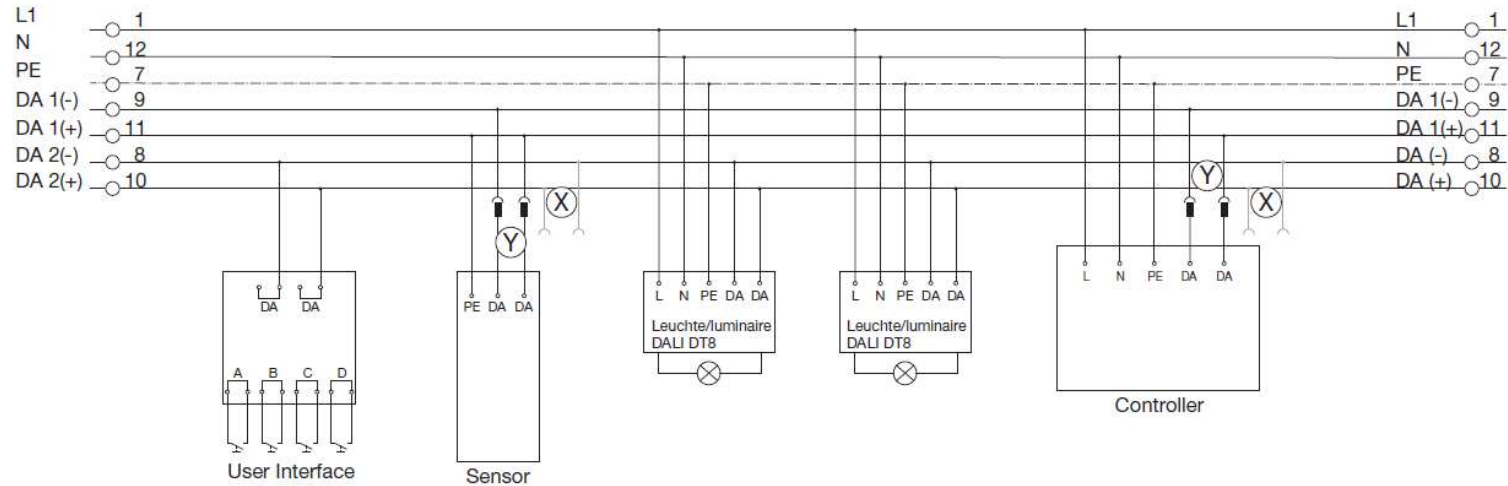 L1 1
N 12
PE 7
DA 1(-) 9
DA 1(+) 11
DA 2(-) 8
DA 2(+) 10
L1 1
N 12
PE 7
DA 1(-) 9
DA 1(+) 11
DA (-) 8
DA (+) 10
X
Y
Y
X
DA DA
A B C D
User Interface
PE DA DA
Sensor
L N PE DA DA
Leuchte/luminaire
DALI DT8
L N PE DA DA
Leuchte/luminaire
DALI DT8
L N PE DA DA
Controller